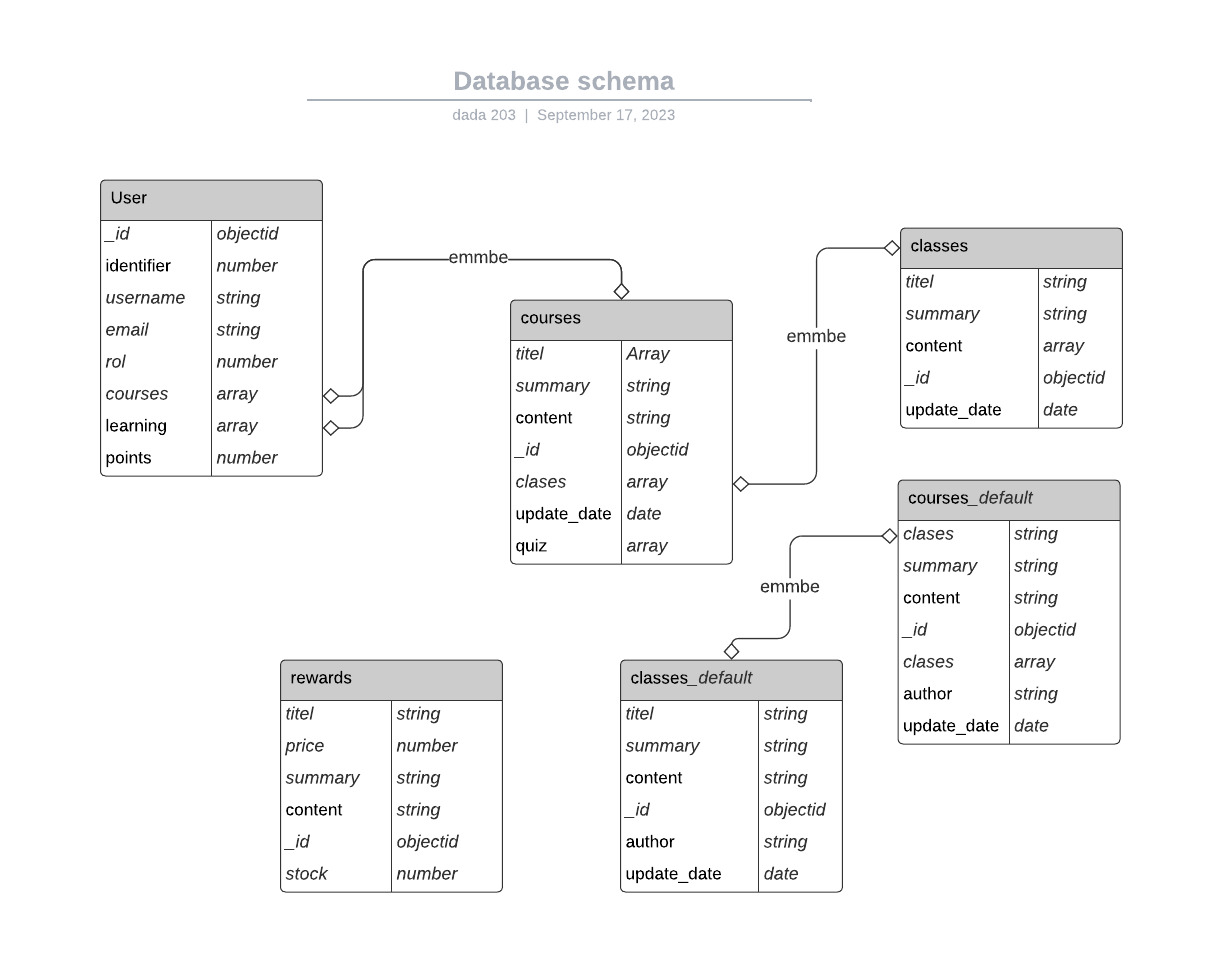 Database schema
dada 203 | September 17, 2023
User
_id objectid
identifier number
username string
email string
rol number
courses array
learning array
points number
emmbe
courses
titel Array
summary string
content string
_id objectid
clases array
update_date date
quiz array
emmbe
classes
titel string
summary string
content array
_id objectid
update_date date
courses_default
clases string
summary string
content string
_id objectid
clases array
author string
update_date date
emmbe
rewards
titel string
price number
summary string
content string
_id objectid
stock number
classes_default
titel string
summary string
content string
_id objectid
author string
update_date date